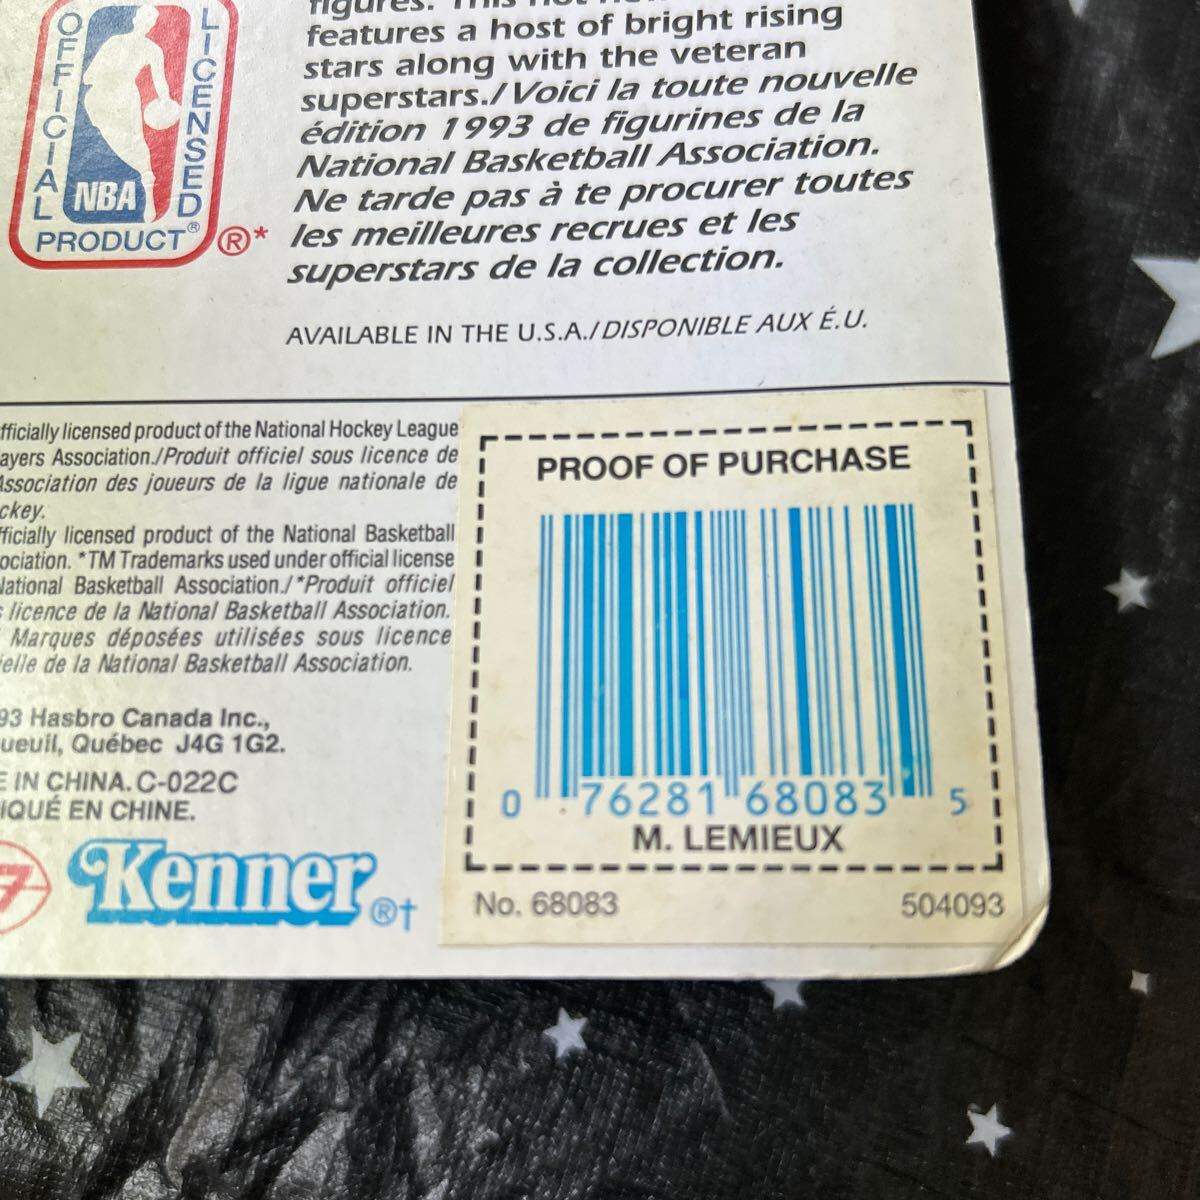 OFFICIAL
LICENSED
NBA
PRODUCT®
®*
features a host of bright rising
stars along with the veteran
superstars./Voici la toute nouvelle
édition 1993 de figurines de la
National Basketball Association.
Ne tarde pas à te procurer toutes
les meilleures recrues et les
superstars de la collection.
AVAILABLE IN THE U.S.A./DISPONIBLE AUX É.U.
fficially licensed product of the National Hockey League
ayers Association./Produit officiel sous licence de
Association des joueurs de la ligue nationale de
ckey.
fficially licensed product of the National Basketball
ociation. *TM Trademarks used under official license
National Basketball Association./*Produit officiel
licence de la National Basketball Association.
Marques déposées utilisées sous licence
ielle de la National Basketball Association.
93 Hasbro Canada Inc.,
ueuil, Québec J4G 1G2.
E IN CHINA. C-022C
IQUÉ EN CHINE.
7
Kenner®†
PROOF OF PURCHASE
0 76281 68083 5
M. LEMIEUX
No. 68083 504093